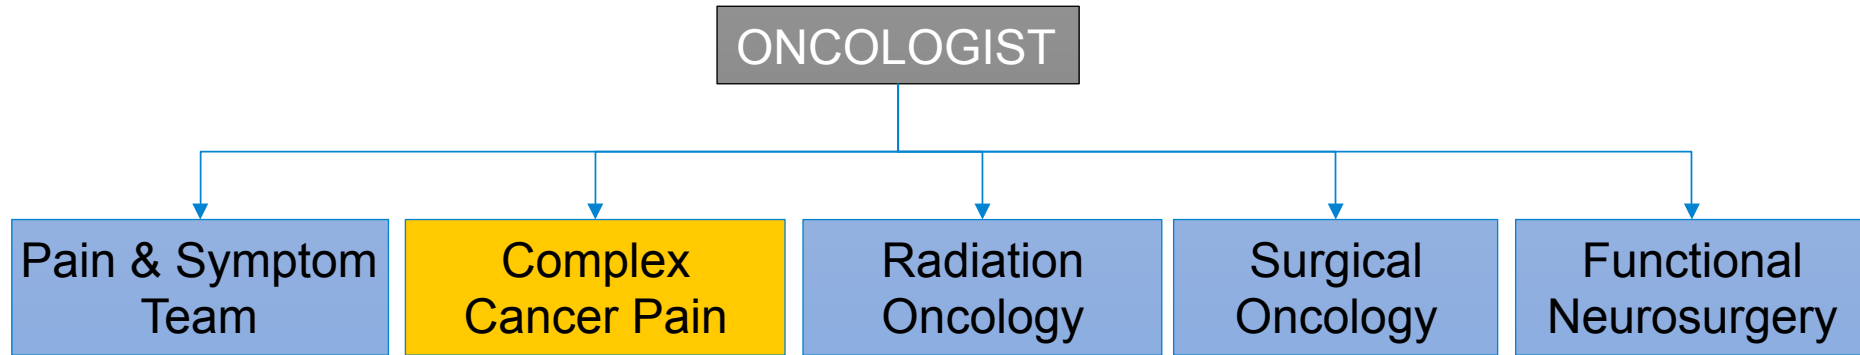 ONCOLOGIST
Pain & Symptom
Team
Complex
Cancer Pain
Radiation
Oncology
Surgical
Oncology
Functional
Neurosurgery